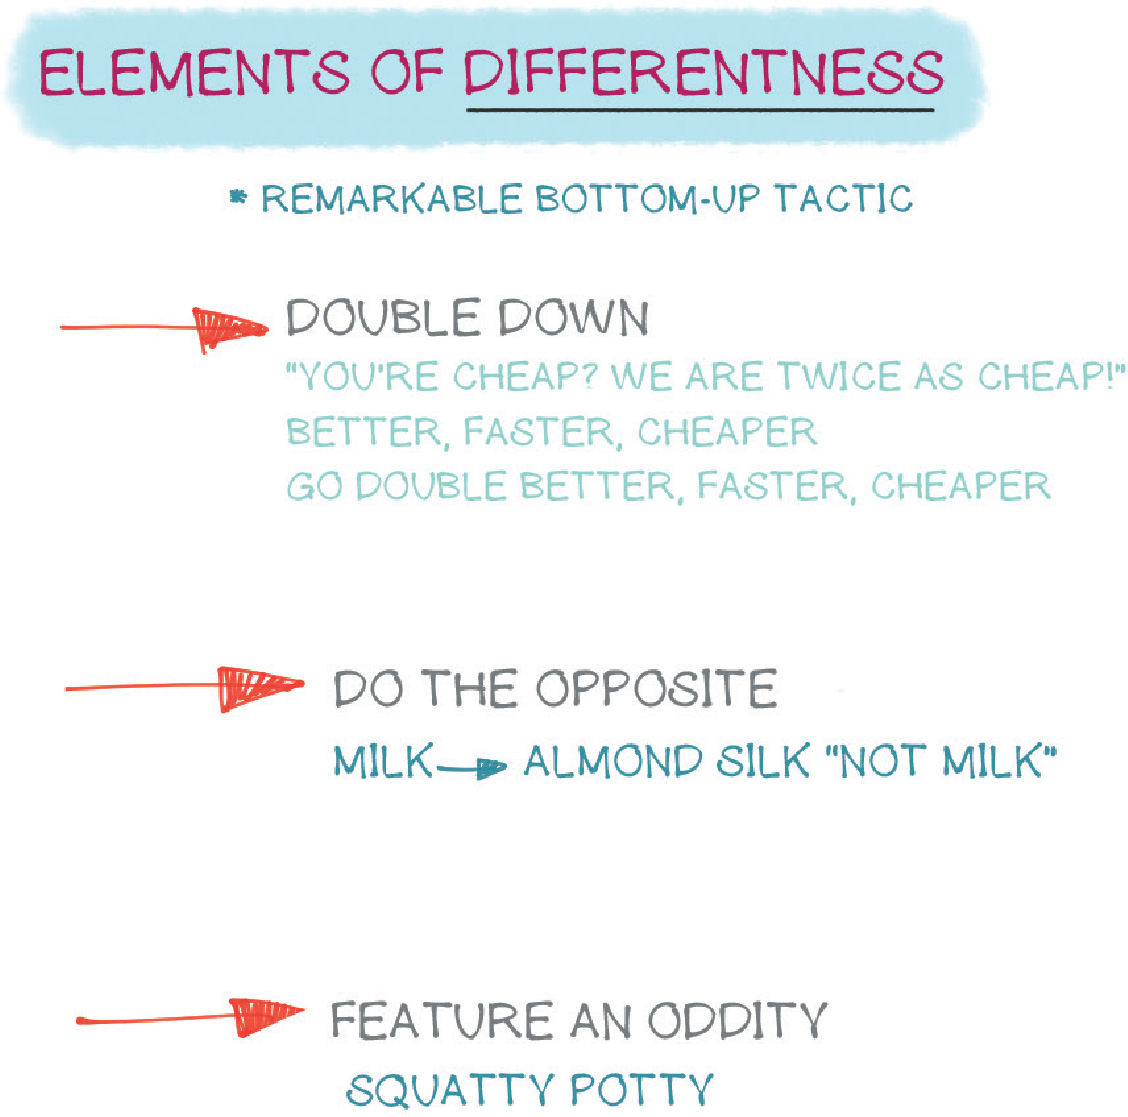 ELEMENTS OF DIFFERENTNESS
* REMARKABLE BOTTOM-UP TACTIC
DOUBLE DOWN
"YOU'RE CHEAP? WE ARE TWICE AS CHEAP!"
BETTER, FASTER, CHEAPER
GO DOUBLE BETTER, FASTER, CHEAPER
DO THE OPPOSITE
MILK → ALMOND SILK "NOT MILK"
FEATURE AN ODDITY
SQUATTY POTTY